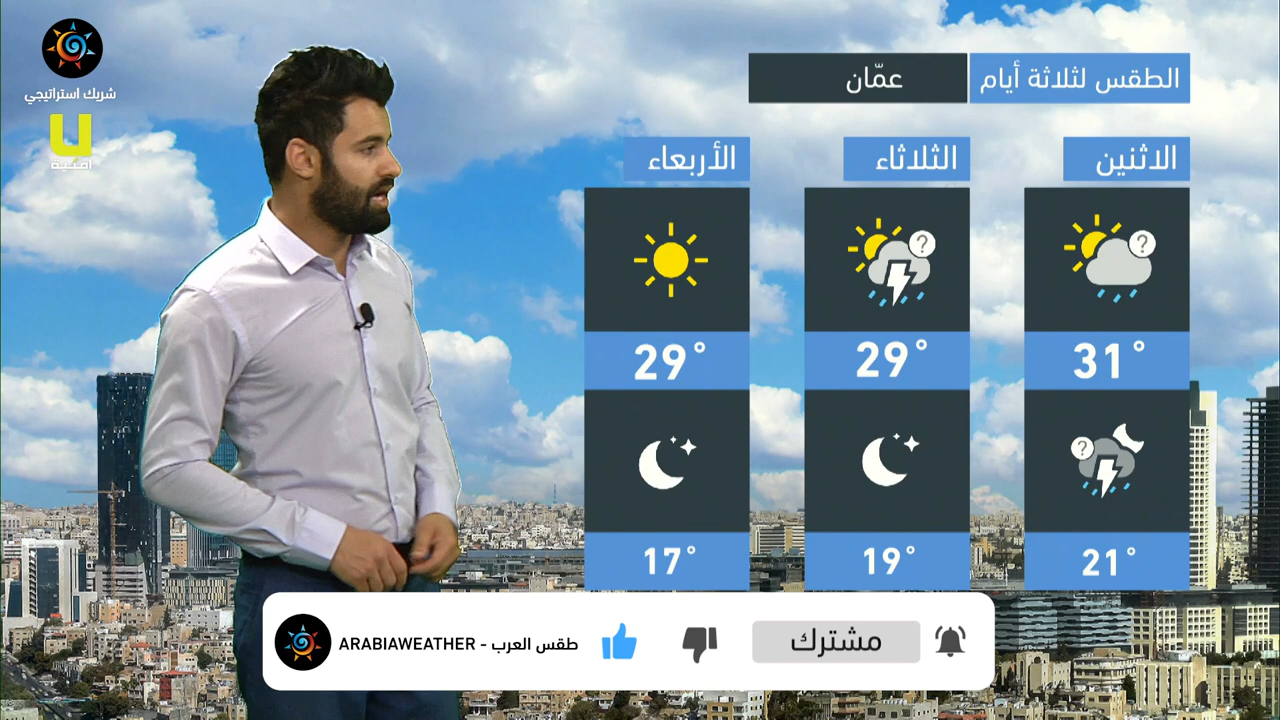 شريك استراتيجي
U
أمنية
الطقس لثلاثة أيام
عمّان
الاثنين
الثلاثاء
الأربعاء
?
?
31°
29°
29°
?
21°
19°
17°
ARABIAWEATHER - طقس العرب
مشترك